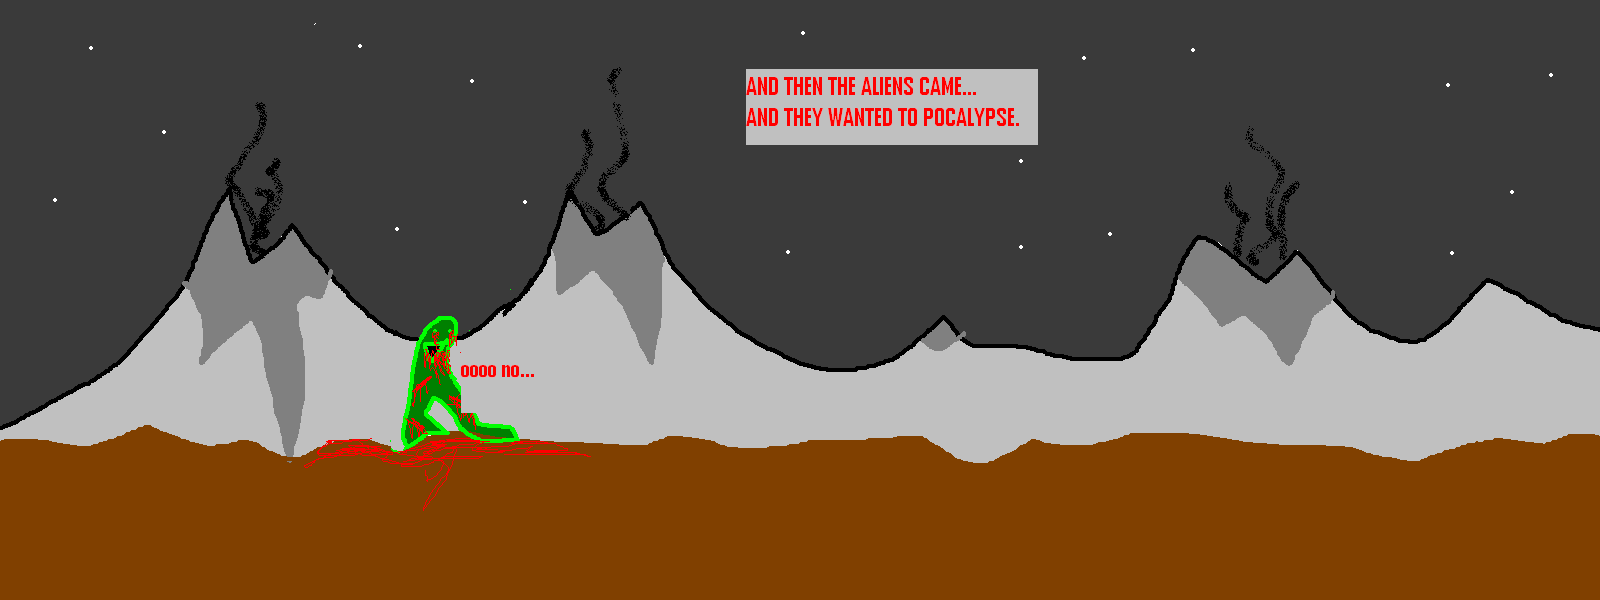 AND THEN THE ALIENS CAME...
AND THEY WANTED TO POCALYPSE.
oooo no...